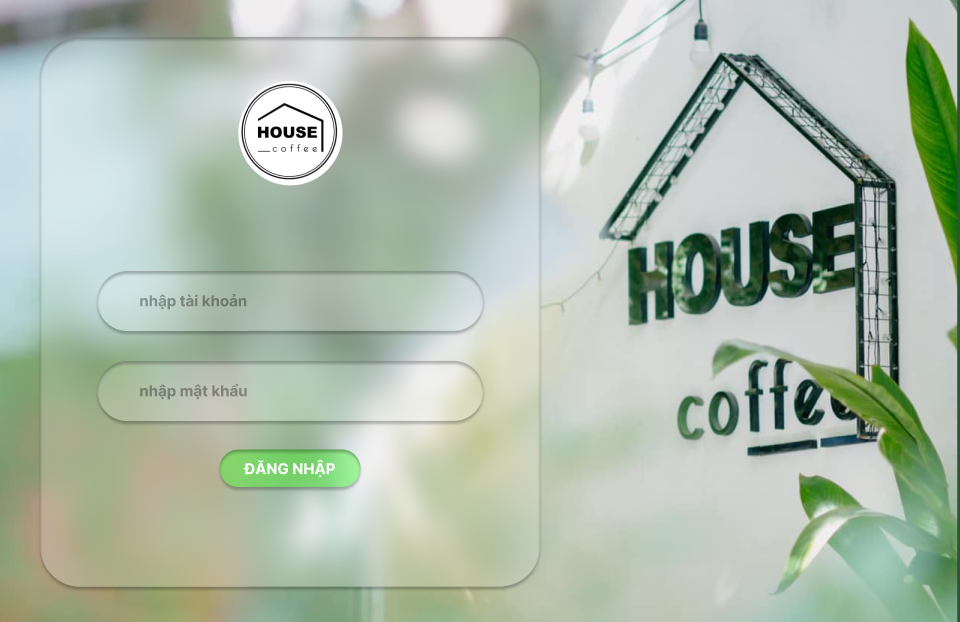 HOUSE
coffee
nhập tài khoản
nhập mật khẩu
ĐĂNG NHẬP
HOUSE
coffee